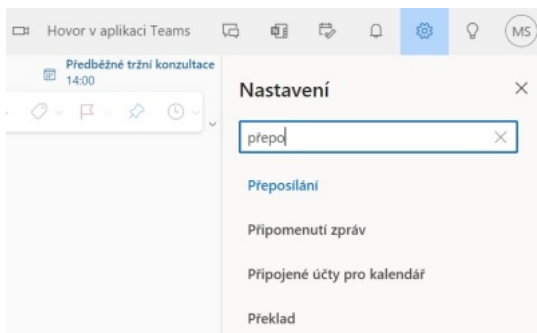 Hovor v aplikaci Teams
MS
Předběžné tržní konzultace
14:00
Nastavení
přepo
Přeposílání
Připomenutí zpráv
Připojené účty pro kalendář
Překlad